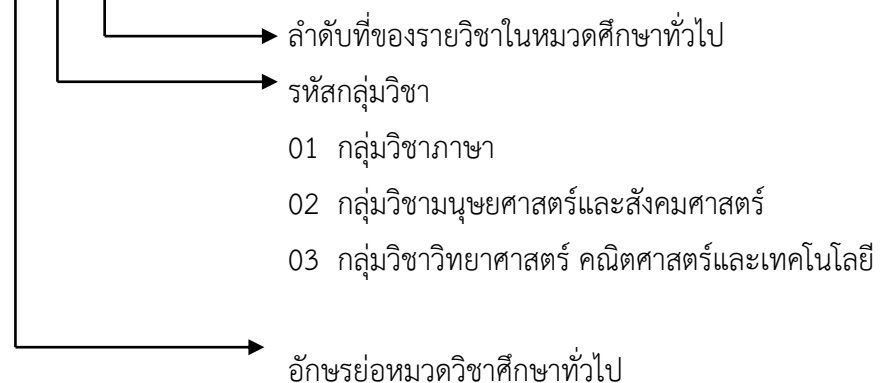 ลำดับที่ของรายวิชาในหมวดศึกษาทั่วไป
รหัสกลุ่มวิชา
01 กลุ่มวิชาภาษา
02 กลุ่มวิชามนุษยศาสตร์และสังคมศาสตร์
03 กลุ่มวิชาวิทยาศาสตร์ คณิตศาสตร์และเทคโนโลยี
อักษรย่อหมวดวิชาศึกษาทั่วไป